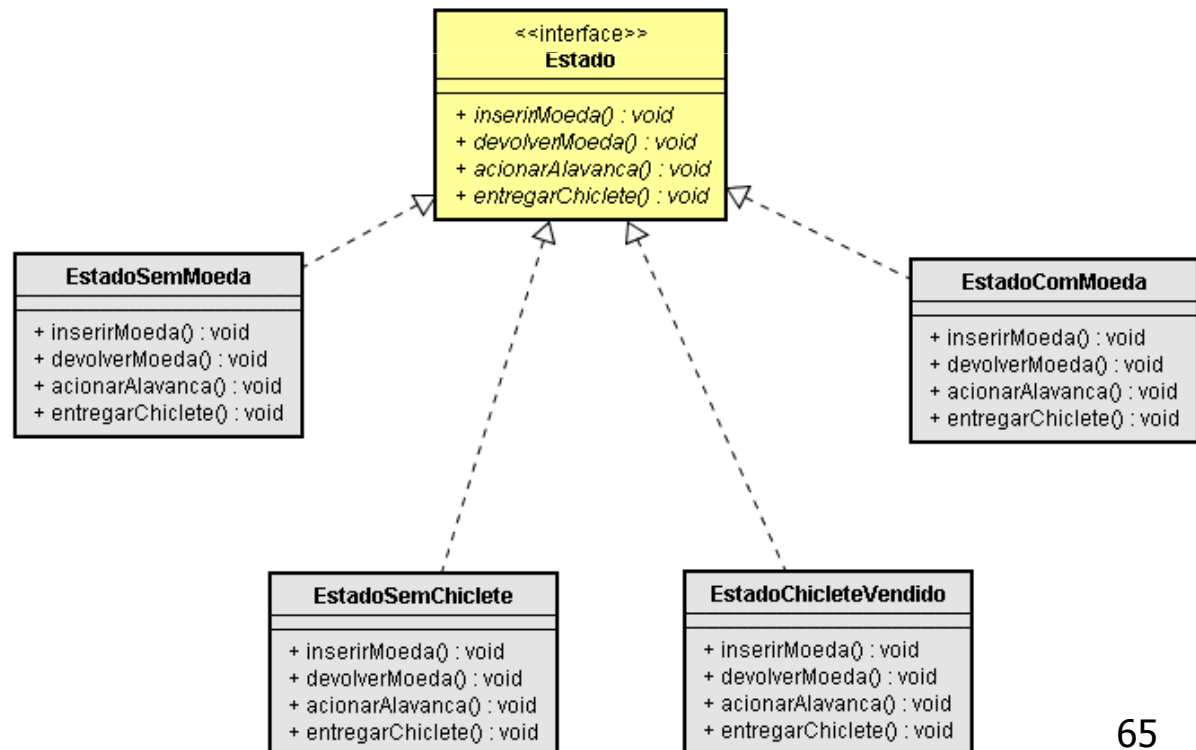 <<interface>>
Estado
+ inserirMoeda() : void
+ devolverMoeda() : void
+ acionarAlavanca() : void
+ entregarChiclete() : void
EstadoSemMoeda
+ inserirMoeda() : void
+ devolverMoeda() : void
+ acionarAlavanca() : void
+ entregarChiclete() : void
EstadoComMoeda
+ inserirMoeda() : void
+ devolverMoeda() : void
+ acionarAlavanca() : void
+ entregarChiclete() : void
EstadoSemChiclete
+ inserirMoeda() : void
+ devolverMoeda() : void
+ acionarAlavanca() : void
+ entregarChiclete() : void
EstadoChicleteVendido
+ inserirMoeda() : void
+ devolverMoeda() : void
+ acionarAlavanca() : void
+ entregarChiclete() : void
65